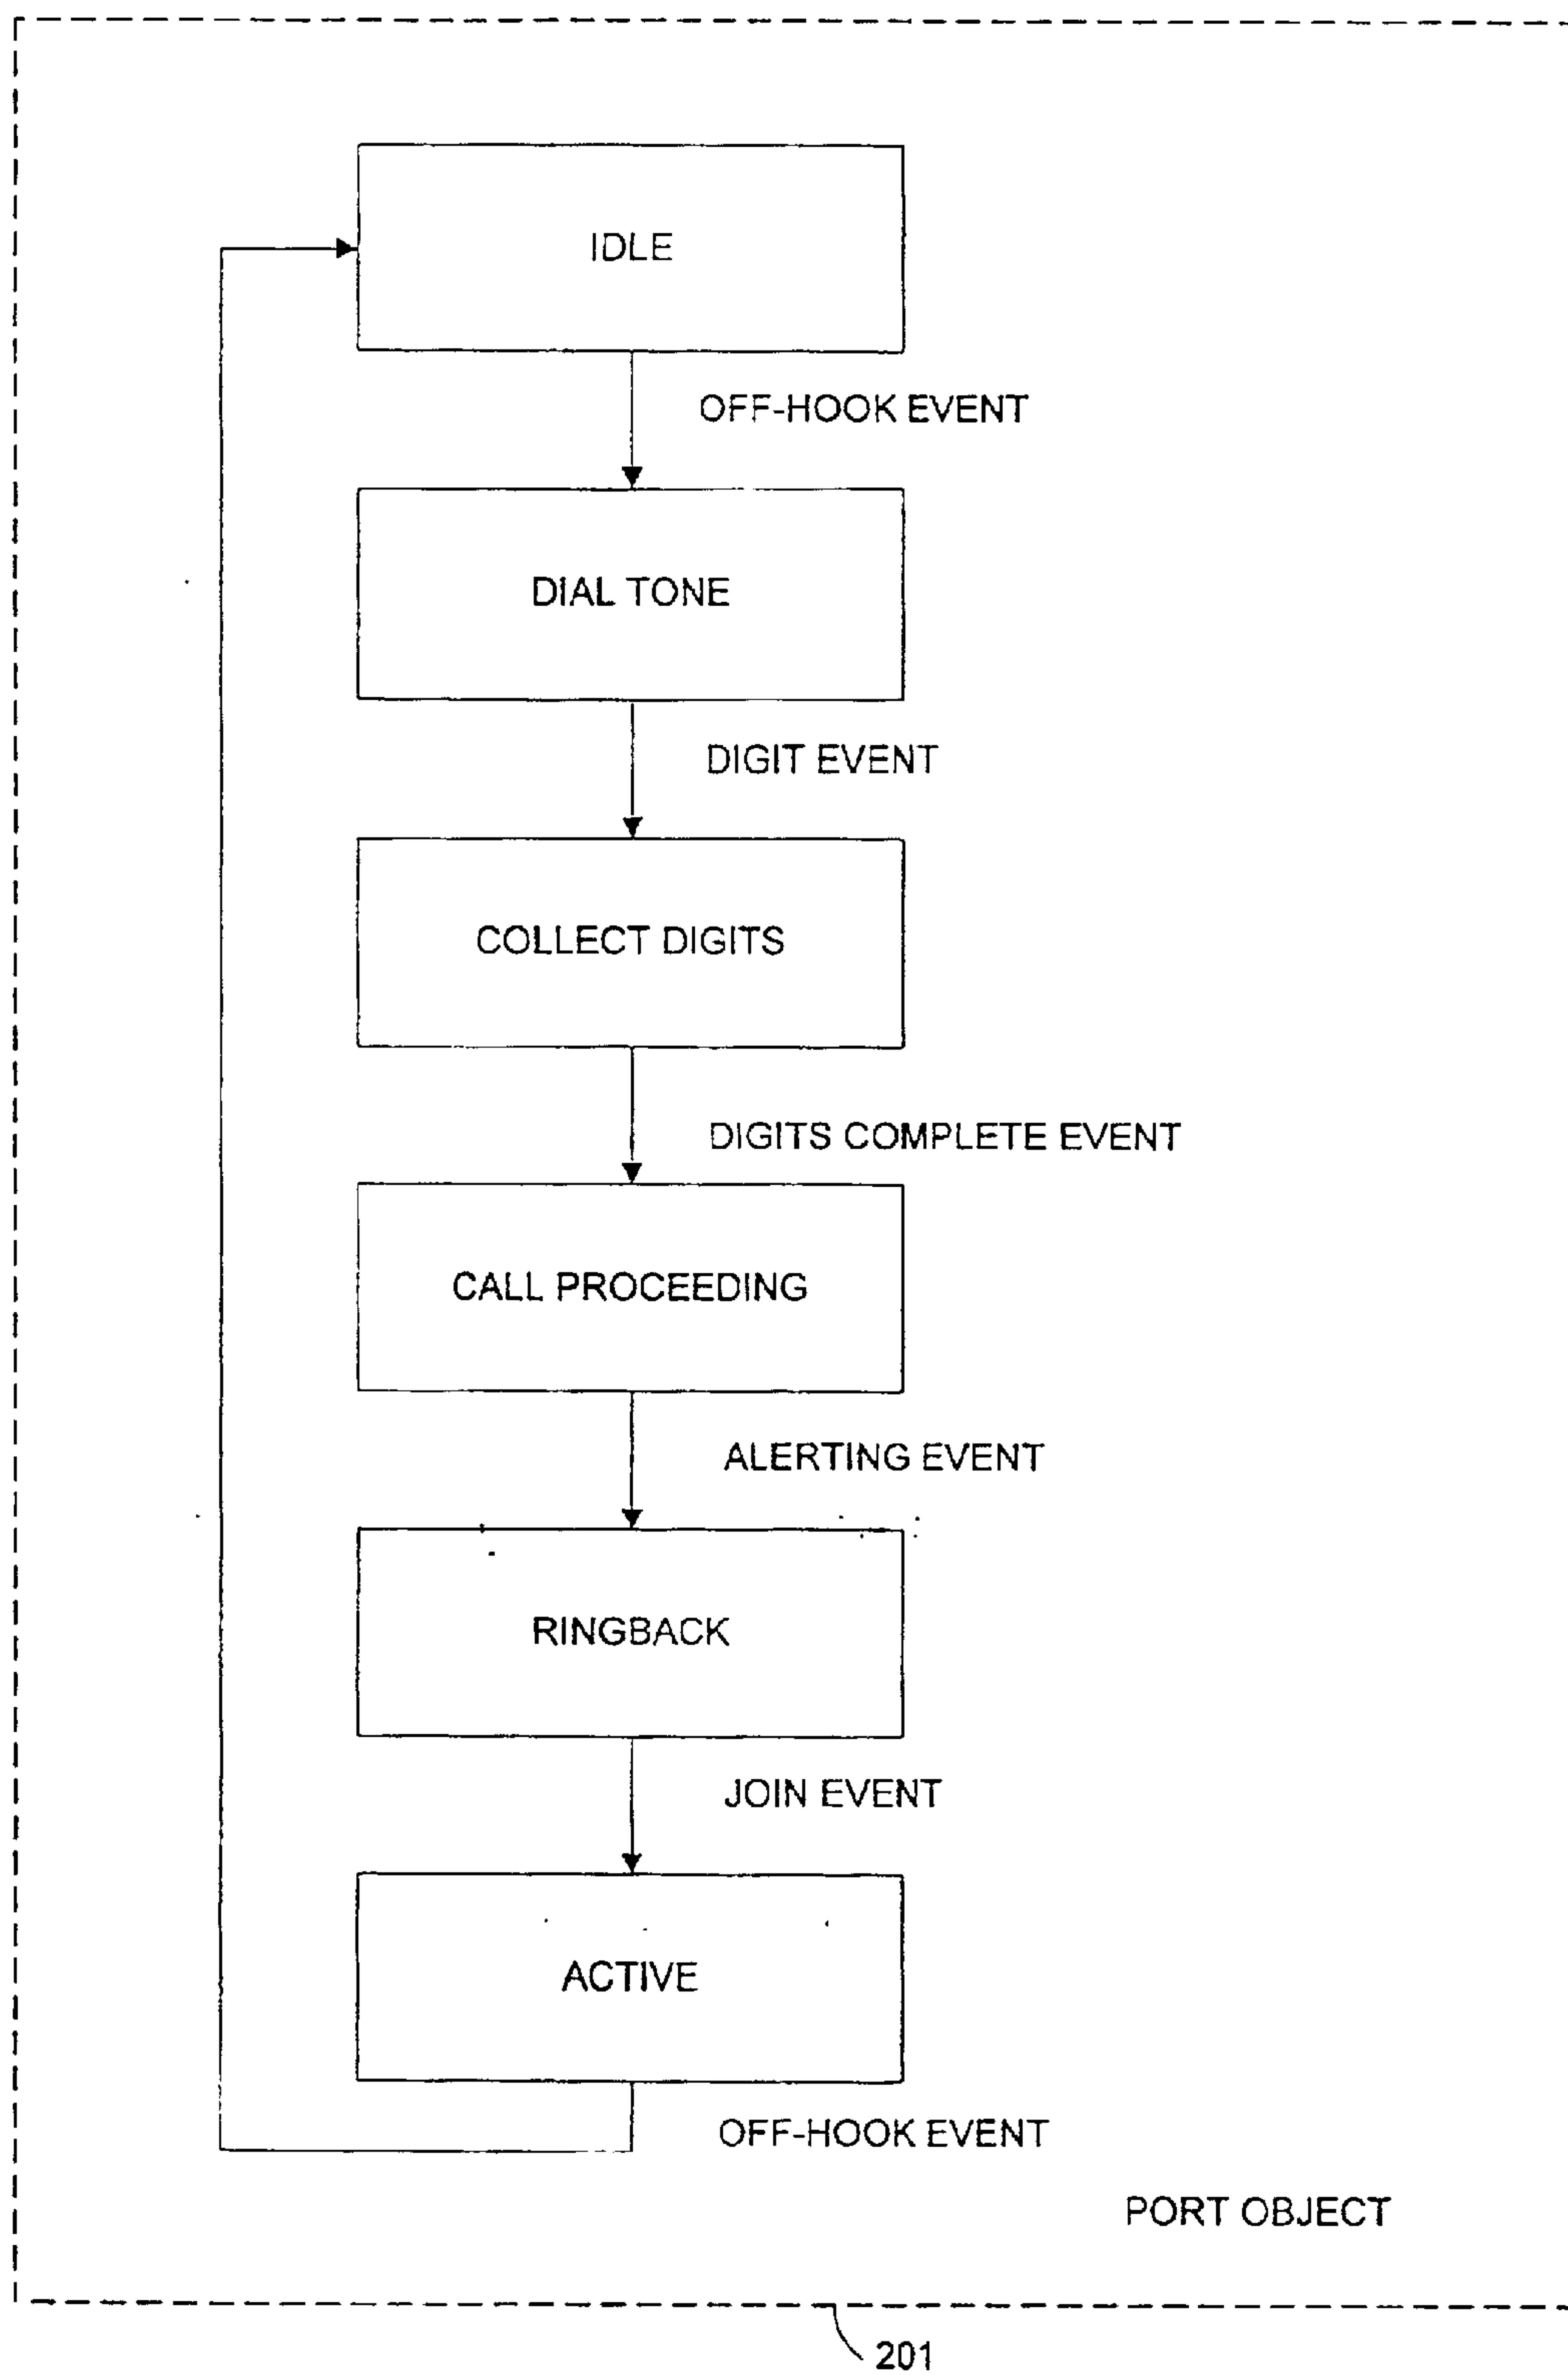 IDLE
OFF-HOOK EVENT
DIAL TONE
DIGIT EVENT
COLLECT DIGITS
DIGITS COMPLETE EVENT
CALL PROCEEDING
ALERTING EVENT
RINGBACK
JOIN EVENT
ACTIVE
OFF-HOOK EVENT
PORT OBJECT
201